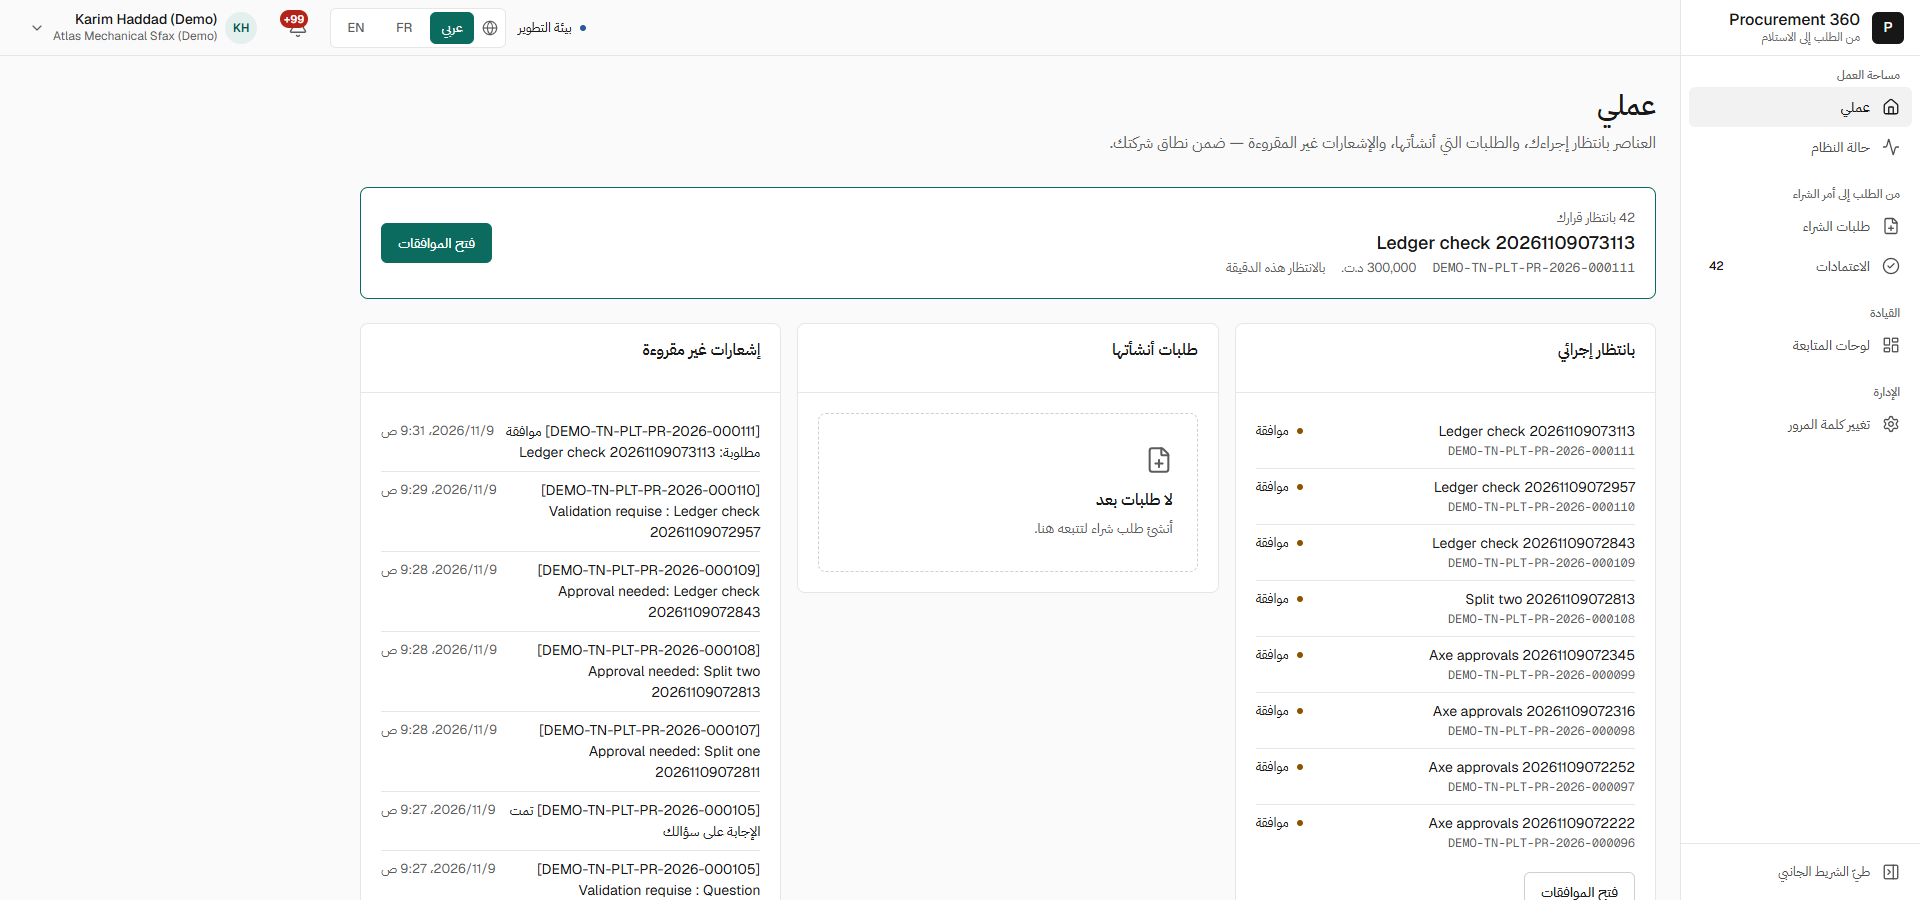 Procurement 360
من الطلب إلى الاستلام
P
بيئة التطوير
عربي
FR
EN
+99
KH
Karim Haddad (Demo)
Atlas Mechanical Sfax (Demo)
مساحة العمل
عملي
حالة النظام
من الطلب إلى أمر الشراء
طلبات الشراء
الاعتمادات
42
القيادة
لوحات المتابعة
الإدارة
تغيير كلمة المرور
طيّ الشريط الجانبي
عملي
العناصر بانتظار إجراءك، والطلبات التي أنشأتها، والإشعارات غير المقروءة — ضمن نطاق شركتك.
42 بانتظار قرارك
Ledger check 20261109073113
DEMO-TN-PLT-PR-2026-000111 300,000 د.ت. بالانتظار هذه الدقيقة
فتح الموافقات
بانتظار إجرائي
Ledger check 20261109073113
موافقة
DEMO-TN-PLT-PR-2026-000111
Ledger check 20261109072957
موافقة
DEMO-TN-PLT-PR-2026-000110
Ledger check 20261109072843
موافقة
DEMO-TN-PLT-PR-2026-000109
Split two 20261109072813
موافقة
DEMO-TN-PLT-PR-2026-000108
Axe approvals 20261109072345
موافقة
DEMO-TN-PLT-PR-2026-000099
Axe approvals 20261109072316
موافقة
DEMO-TN-PLT-PR-2026-000098
Axe approvals 20261109072252
موافقة
DEMO-TN-PLT-PR-2026-000097
Axe approvals 20261109072222
موافقة
DEMO-TN-PLT-PR-2026-000096
فتح الموافقات
طلبات أنشأتها
لا طلبات بعد
أنشئ طلب شراء لتتبعه هنا.
إشعارات غير مقروءة
[DEMO-TN-PLT-PR-2026-000111] موافقة
مطلوبة: Ledger check 20261109073113
2026/11/9، 9:31 ص
[DEMO-TN-PLT-PR-2026-000110]
Validation requise : Ledger check
20261109072957
2026/11/9، 9:29 ص
[DEMO-TN-PLT-PR-2026-000109]
Approval needed: Ledger check
20261109072843
2026/11/9، 9:28 ص
[DEMO-TN-PLT-PR-2026-000108]
Approval needed: Split two
20261109072813
2026/11/9، 9:28 ص
[DEMO-TN-PLT-PR-2026-000107]
Approval needed: Split one
20261109072811
2026/11/9، 9:28 ص
[DEMO-TN-PLT-PR-2026-000105] تمت
الإجابة على سؤالك
2026/11/9، 9:27 ص
[DEMO-TN-PLT-PR-2026-000105]
Validation requise : Question
2026/11/9، 9:27 ص